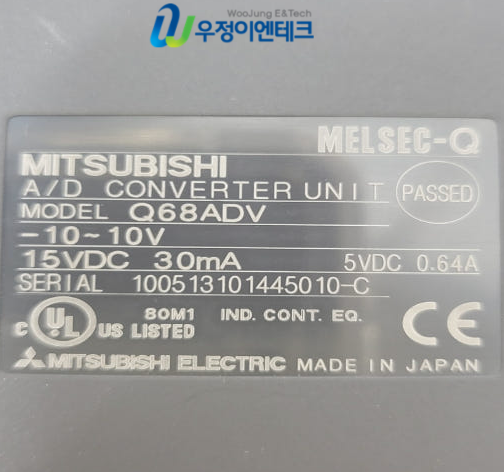 WooJung E&Tech
우정이엔테크
MELSEC-Q
MITSUBISHI
A/D CONVERTER UNIT PASSED
MODEL Q68ADV
-10~10V
15VDC 30mA 5VDC 0.64A
SERIAL 100513101445010-C
C UL US LISTED 80M1 IND. CONT. EQ. CE
MITSUBISHI ELECTRIC MADE IN JAPAN